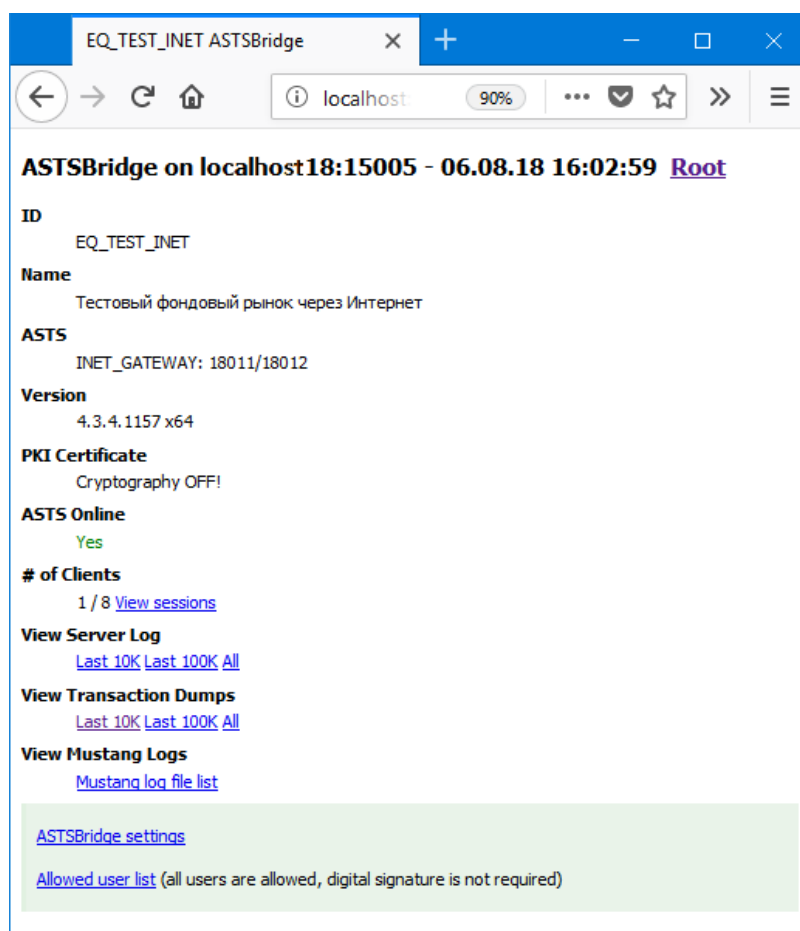 EQ_TEST_INET ASTSBridge
localhost: 90%
ASTSBridge on localhost18:15005 - 06.08.18 16:02:59 Root
ID
EQ_TEST_INET
Name
Тестовый фондовый рынок через Интернет
ASTS
INET_GATEWAY: 18011/18012
Version
4.3.4.1157 x64
PKI Certificate
Cryptography OFF!
ASTS Online
Yes
# of Clients
1 / 8 View sessions
View Server Log
Last 10K Last 100K All
View Transaction Dumps
Last 10K Last 100K All
View Mustang Logs
Mustang log file list
ASTSBridge settings
Allowed user list (all users are allowed, digital signature is not required)